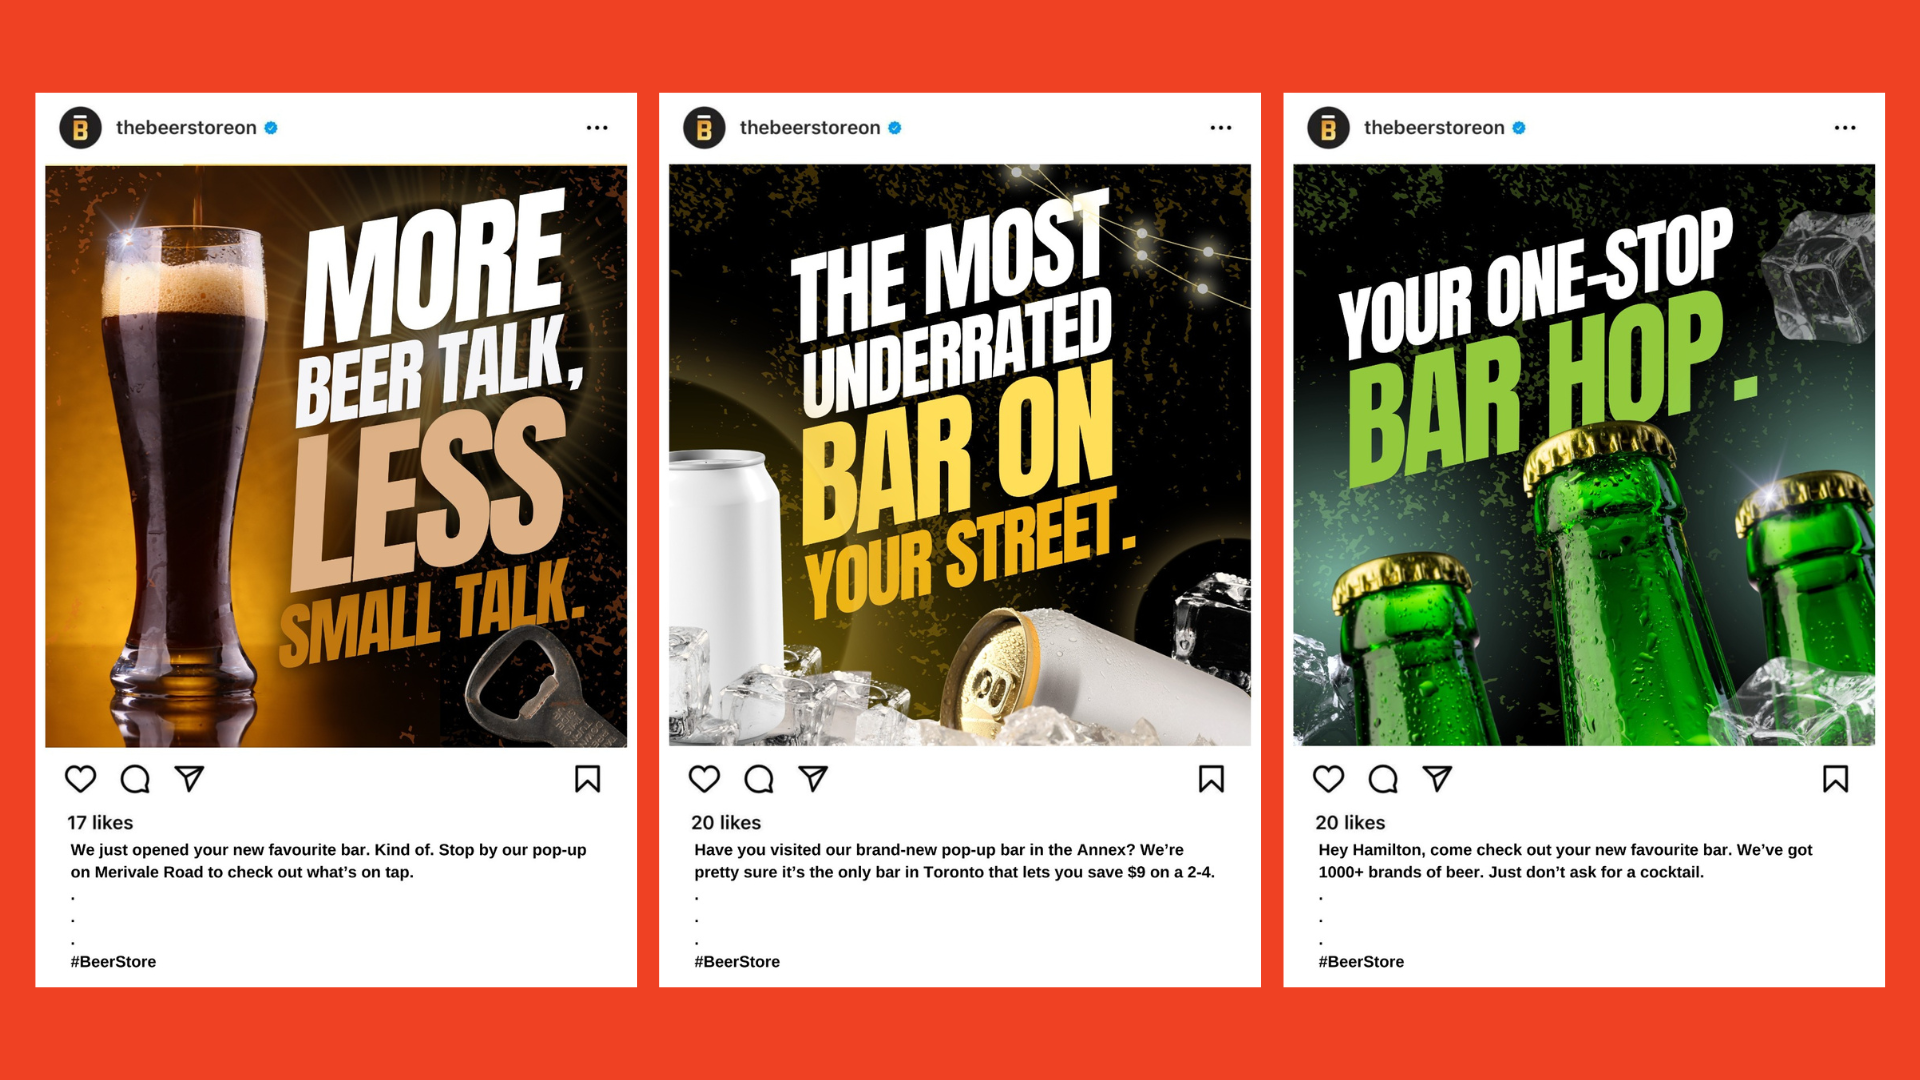 B
thebeerstoreon
MORE
BEER TALK,
LESS
SMALL TALK.
17 likes
We just opened your new favourite bar. Kind of. Stop by our pop-up
on Merivale Road to check out what’s on tap.
.
.
.
#BeerStore
B
thebeerstoreon
THE MOST
UNDERRATED
BAR ON
YOUR STREET.
20 likes
Have you visited our brand-new pop-up bar in the Annex? We’re
pretty sure it’s the only bar in Toronto that lets you save $9 on a 2-4.
.
.
.
#BeerStore
B
thebeerstoreon
YOUR ONE-STOP
BAR HOP.
20 likes
Hey Hamilton, come check out your new favourite bar. We’ve got
1000+ brands of beer. Just don’t ask for a cocktail.
.
.
.
#BeerStore